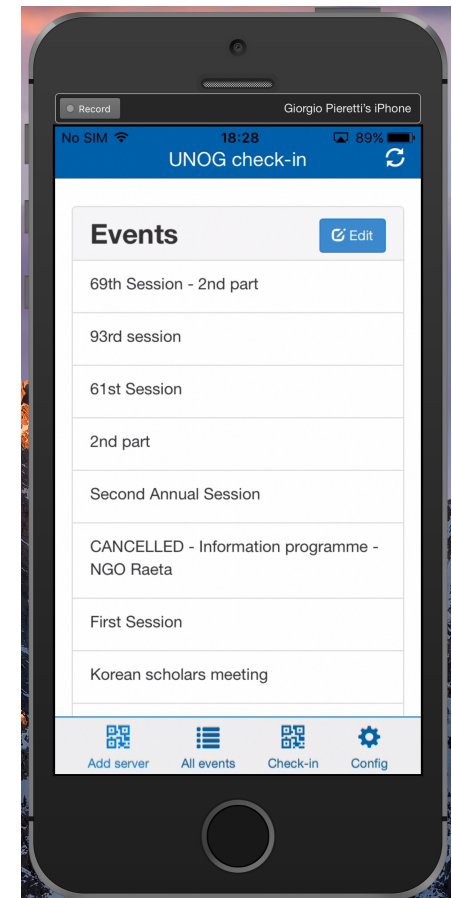 Record
Giorgio Pieretti's iPhone
No SIM 18:28 89%
UNOG check-in
Events
Edit
69th Session - 2nd part
93rd session
61st Session
2nd part
Second Annual Session
CANCELLED - Information programme -
NGO Raeta
First Session
Korean scholars meeting
Add server All events Check-in Config